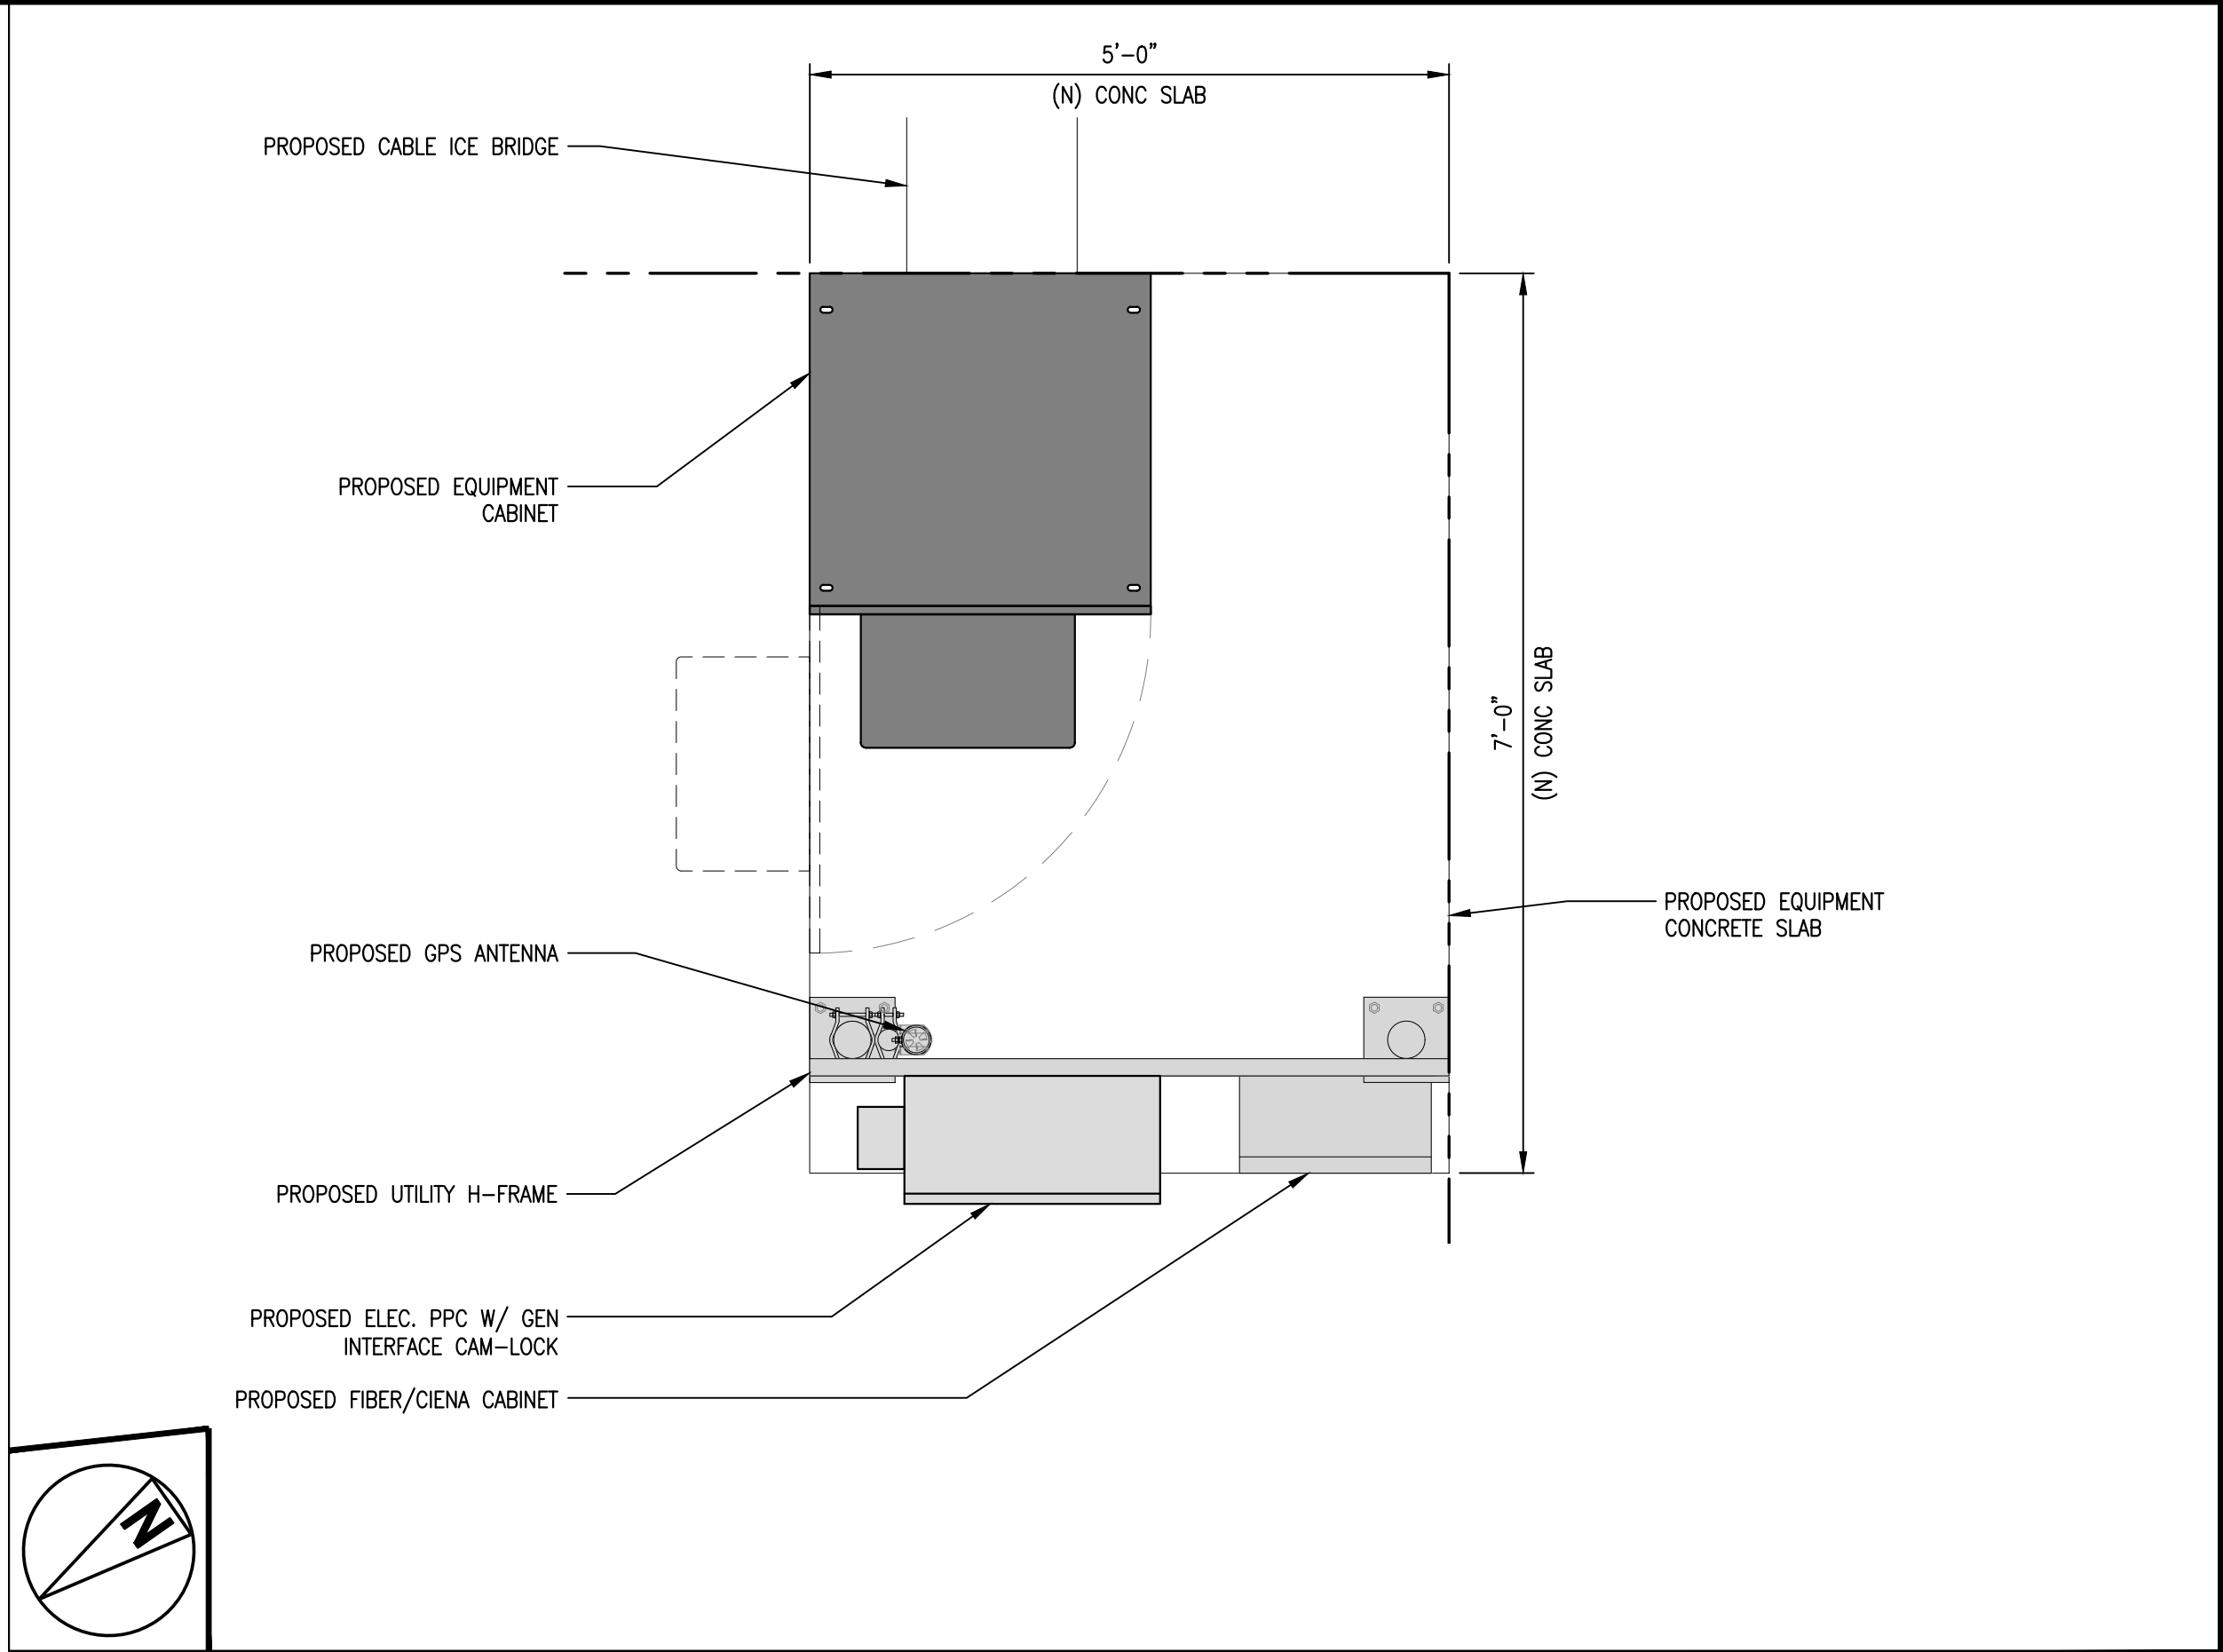 5'-0"
(N) CONC SLAB
PROPOSED CABLE ICE BRIDGE
PROPOSED EQUIPMENT
CABINET
7'-0"
(N) CONC SLAB
PROPOSED EQUIPMENT
CONCRETE SLAB
PROPOSED GPS ANTENNA
PROPOSED UTILITY H-FRAME
PROPOSED ELEC. PPC W/ GEN
INTERFACE CAM-LOCK
PROPOSED FIBER/CIENA CABINET
N